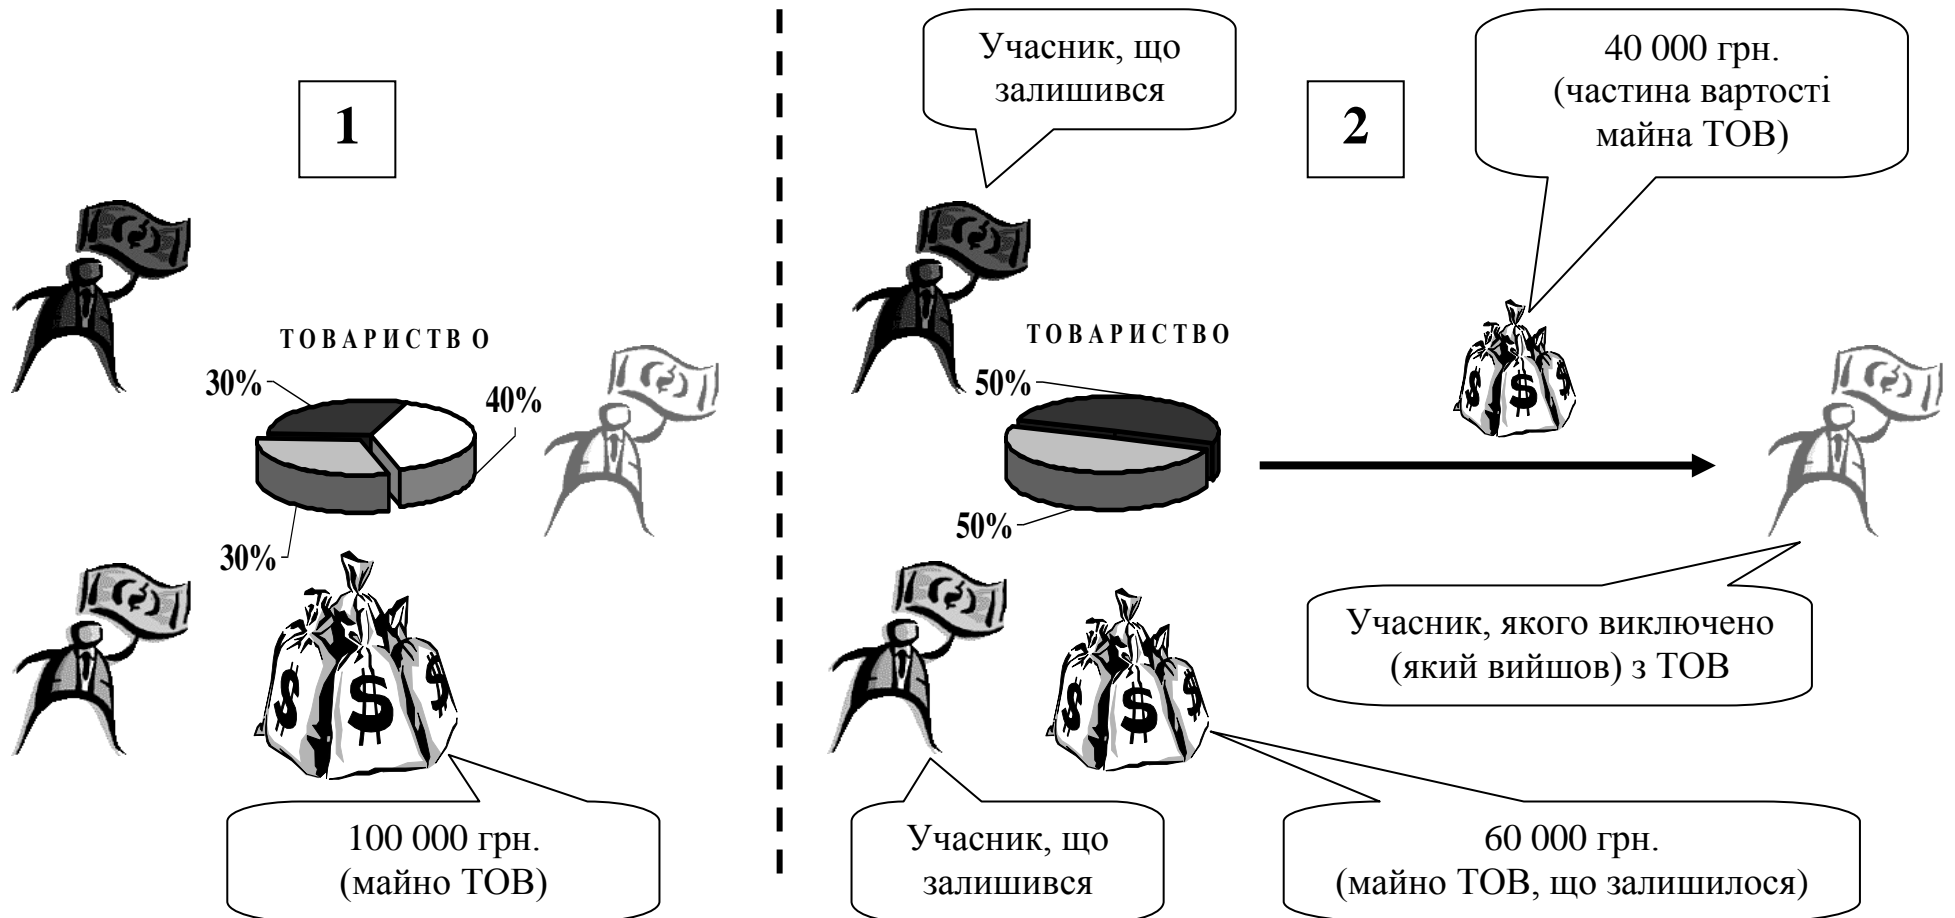 1
ТОВАРИСТВО
30%
40%
30%
$ $ $
100 000 грн.
(майно ТОВ)
Учасник, що
залишився
2
40 000 грн.
(частина вартості
майна ТОВ)
ТОВАРИСТВО
50%
50%
$ $ $
Учасник, якого виключено
(який вийшов) з ТОВ
$ $ $
Учасник, що
залишився
60 000 грн.
(майно ТОВ, що залишилося)